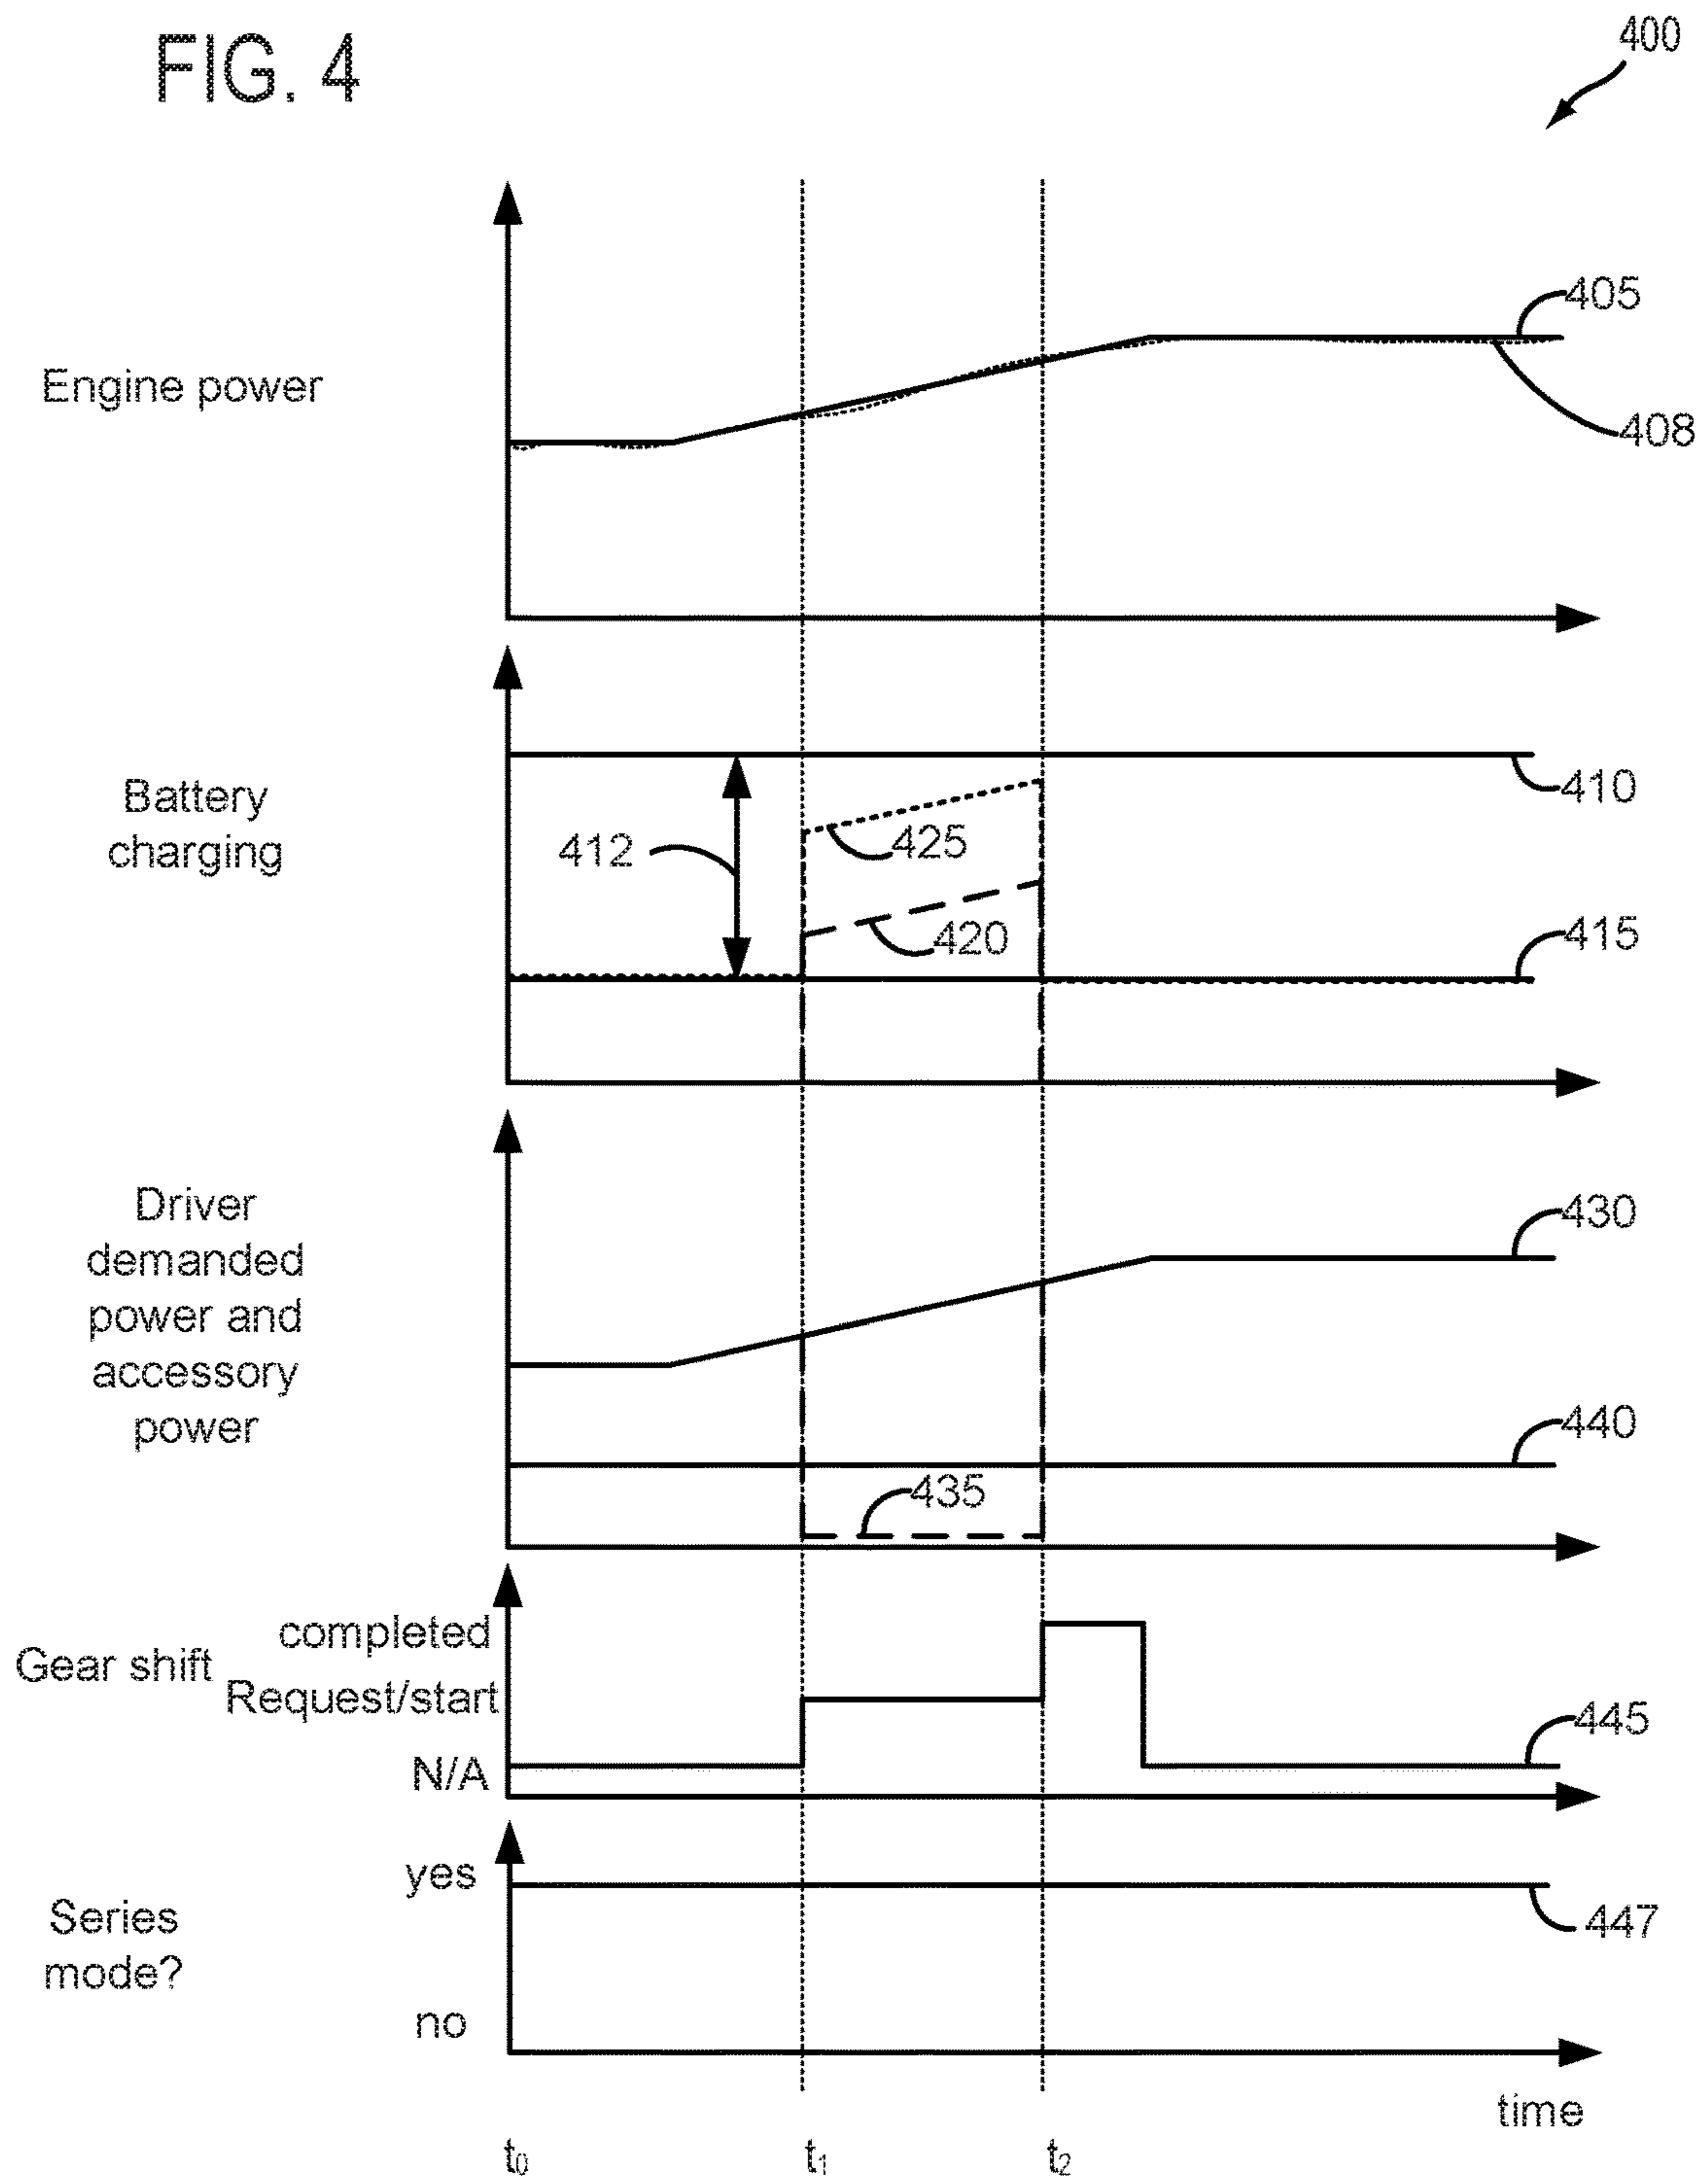 FIG. 4
400
405
Engine power
408
Battery
charging
410
412
425
420
415
Driver
demanded
power and
accessory
power
430
440
435
Gear shift
completed
Request/start
N/A
445
Series
mode?
yes
no
447
time
t0
t1
t2